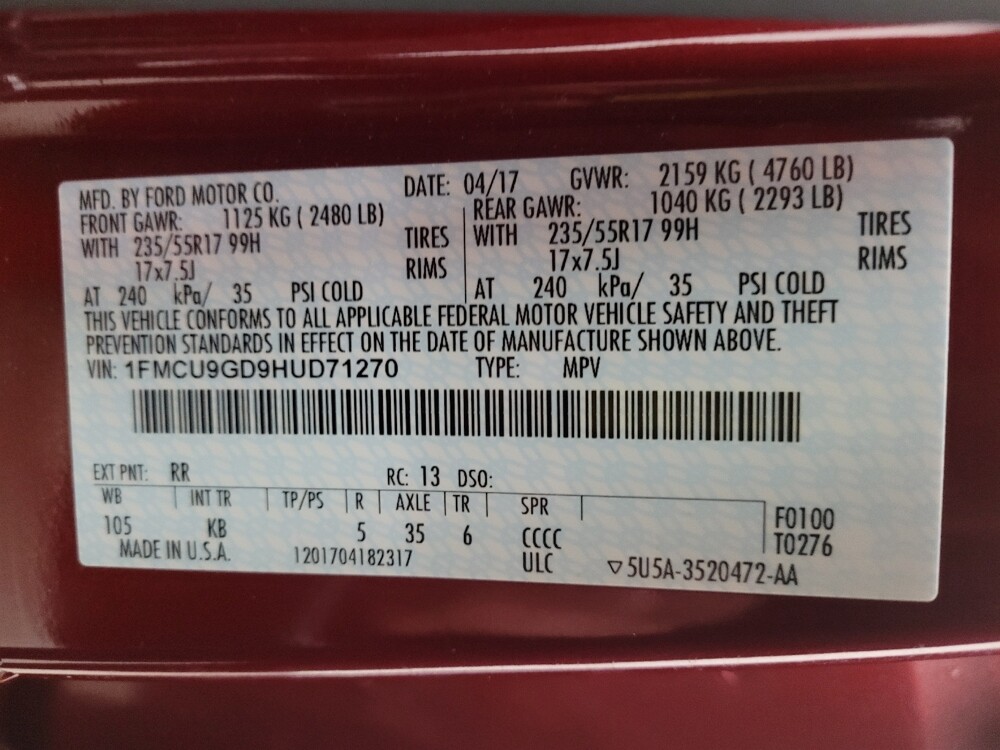 MFD. BY FORD MOTOR CO. DATE: 04/17 GVWR: 2159 KG ( 4760 LB)
FRONT GAWR: 1125 KG ( 2480 LB) REAR GAWR: 1040 KG ( 2293 LB)
WITH 235/55R17 99H TIRES WITH 235/55R17 99H TIRES
17x7.5J RIMS 17x7.5J RIMS
AT 240 kPa/ 35 PSI COLD AT 240 kPa/ 35 PSI COLD
THIS VEHICLE CONFORMS TO ALL APPLICABLE FEDERAL MOTOR VEHICLE SAFETY AND THEFT
PREVENTION STANDARDS IN EFFECT ON THE DATE OF MANUFACTURE SHOWN ABOVE.
VIN: 1FMCU9GD9HUD71270 TYPE: MPV
EXT PNT: RR RC: 13 DSO:
WB INT TR TP/PS R AXLE TR SPR
105 KB 5 35 6 CCCC F0100
MADE IN U.S.A. 1201704182317 ULC T0276
▽5U5A-3520472-AA